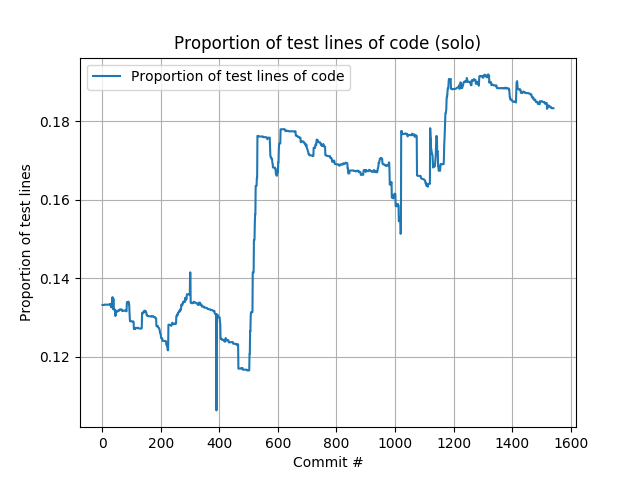 Proportion of test lines of code (solo)
Proportion of test lines of code
0.18
0.16
0.14
0.12
Proportion of test lines
0 200 400 600 800 1000 1200 1400 1600
Commit #